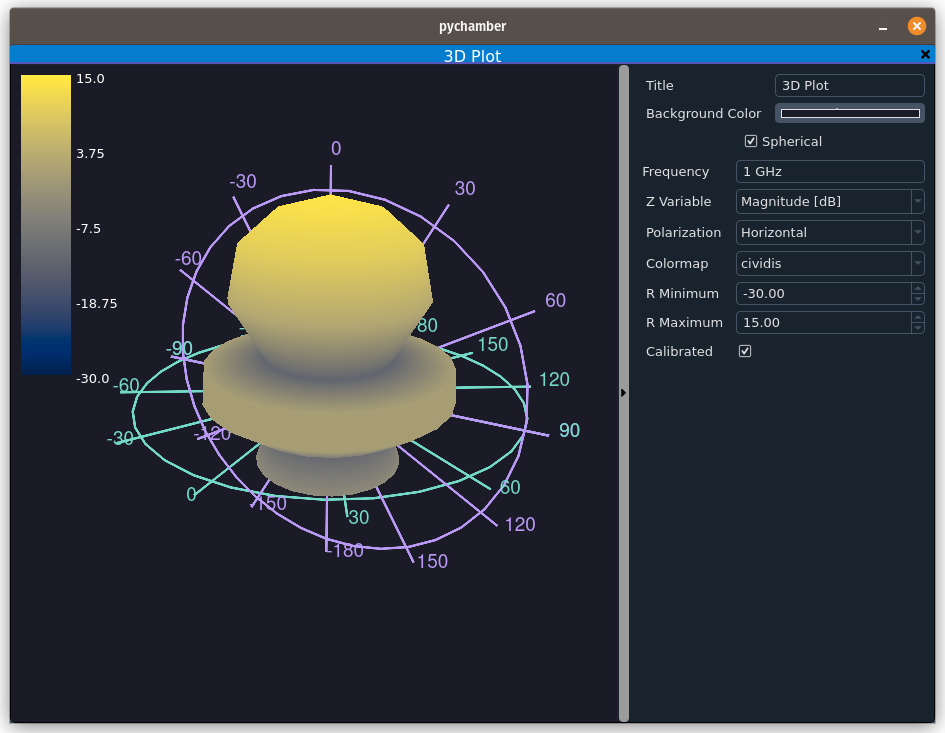 pychamber
3D Plot
15.0
3.75
-7.5
-18.75
-30.0
0
-30
30
-60
60
80
-90
150
-60
120
-30
-120
90
0
60
-150
30
120
-180
150
Title
3D Plot
Background Color
Spherical
Frequency
1 GHz
Z Variable
Magnitude [dB]
Polarization
Horizontal
Colormap
cividis
R Minimum
-30.00
R Maximum
15.00
Calibrated